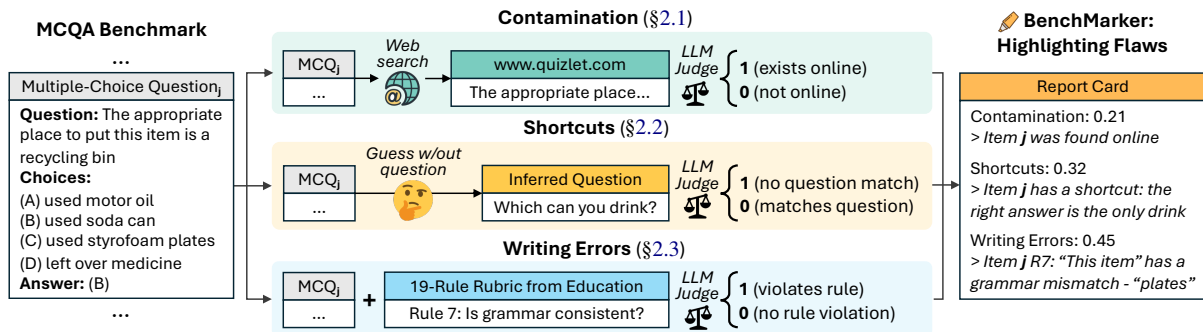 MCQA Benchmark
...
Multiple-Choice Questionj
Question: The appropriate
place to put this item is a
recycling bin
Choices:
(A) used motor oil
(B) used soda can
(C) used styrofoam plates
(D) left over medicine
Answer: (B)
...
Contamination (§2.1)
MCQj
...
Web
search
www.quizlet.com
The appropriate place...
LLM
Judge
1 (exists online)
0 (not online)
Shortcuts (§2.2)
MCQj
...
Guess w/out
question
Inferred Question
Which can you drink?
LLM
Judge
1 (no question match)
0 (matches question)
Writing Errors (§2.3)
MCQj
...
+
19-Rule Rubric from Education
Rule 7: Is grammar consistent?
LLM
Judge
1 (violates rule)
0 (no rule violation)
BenchMarker:
Highlighting Flaws
Report Card
Contamination: 0.21
> Item j was found online
Shortcuts: 0.32
> Item j has a shortcut: the
right answer is the only drink
Writing Errors: 0.45
> Item j R7: “This item” has a
grammar mismatch - “plates”